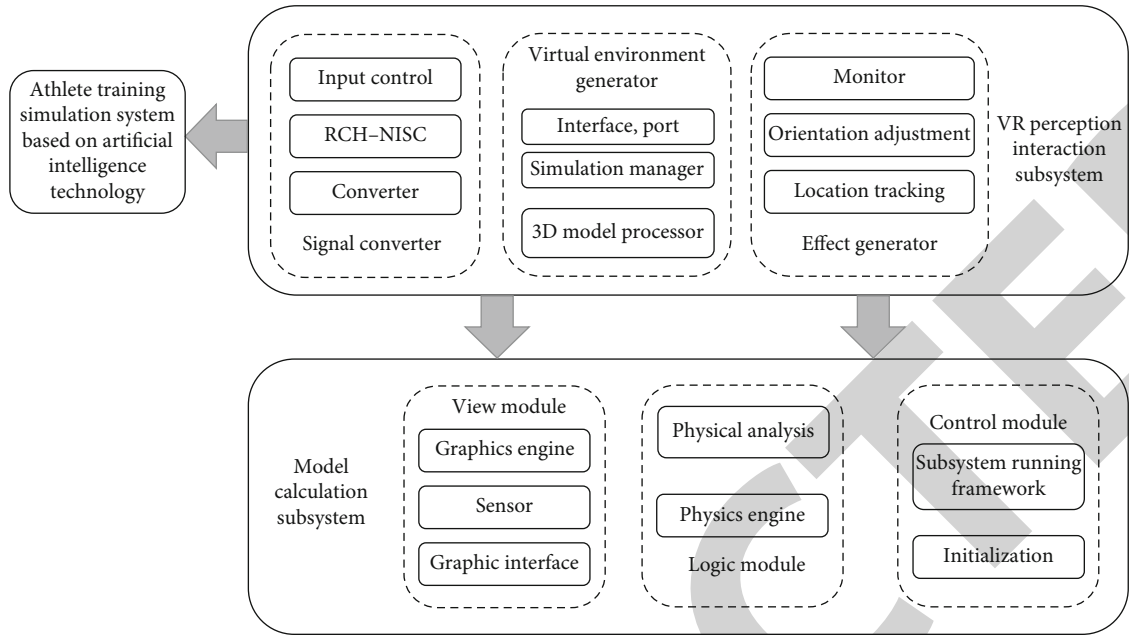 Athlete training
simulation system
based on artificial
intelligence
technology
Input control
RCH–NISC
Converter
Signal converter
Virtual environment
generator
Interface, port
Simulation manager
3D model processor
Monitor
Orientation adjustment
Location tracking
Effect generator
VR perception
interaction
subsystem
Model
calculation
subsystem
View module
Graphics engine
Sensor
Graphic interface
Physical analysis
Physics engine
Logic module
Control module
Subsystem running
framework
Initialization
CTE